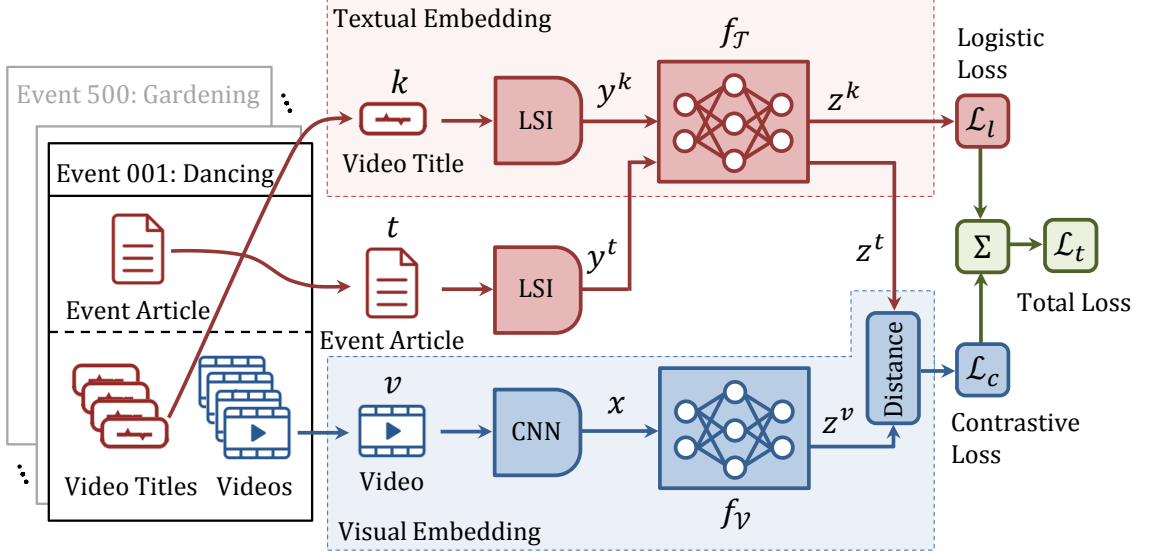 Textual Embedding
f_𝒯
Logistic
Loss
Event 500: Gardening
k
LSI
y^k
z^k
ℒ_l
Video Title
Event 001: Dancing
t
LSI
y^t
z^t
Σ
ℒ_t
Event Article
Event Article
Total Loss
Distance
v
CNN
x
z^v
ℒ_c
Contrastive
Loss
Video Titles
Videos
Video
f_𝒱
Visual Embedding